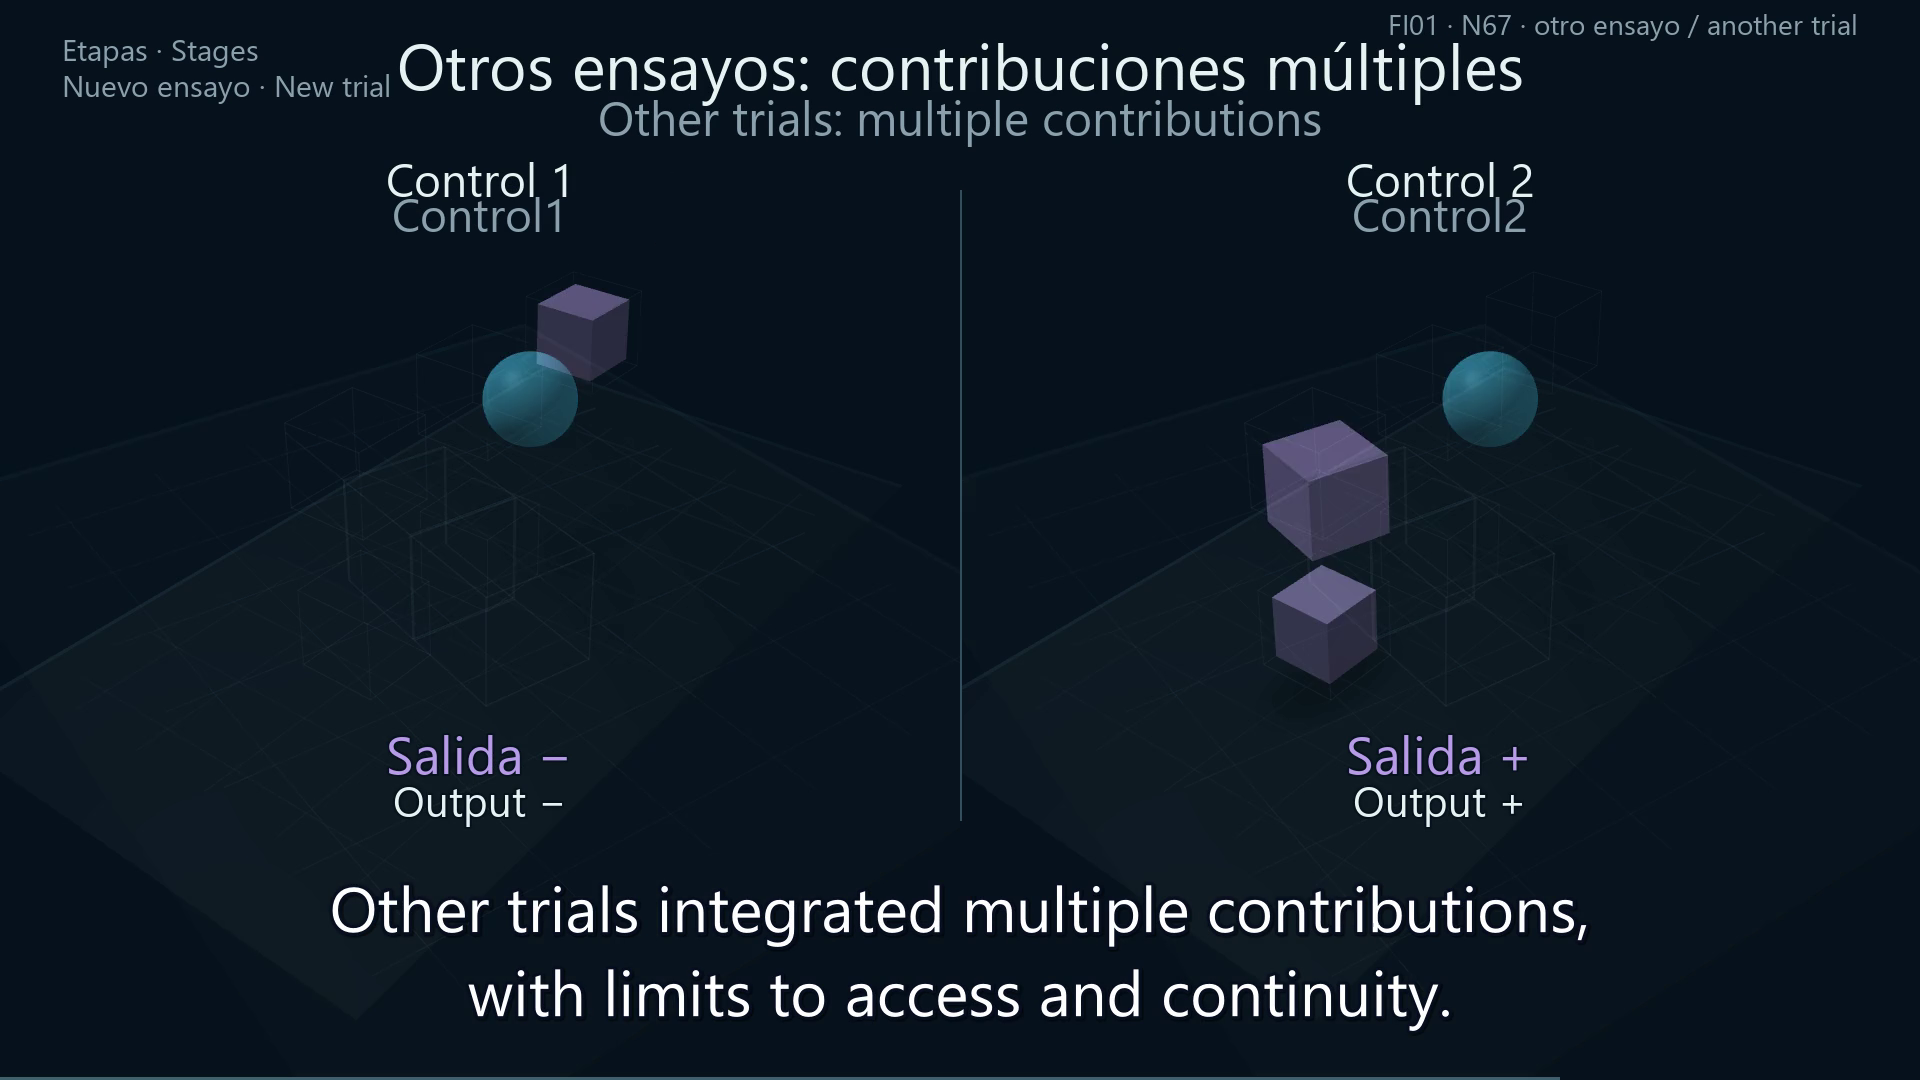 FI01 · N67 · otro ensayo / another trial
Etapas · Stages
Nuevo ensayo · New trial
Otros ensayos: contribuciones múltiples
Other trials: multiple contributions
Control 1
Control1
Control 2
Control2
Salida −
Output −
Salida +
Output +
Other trials integrated multiple contributions,
with limits to access and continuity.